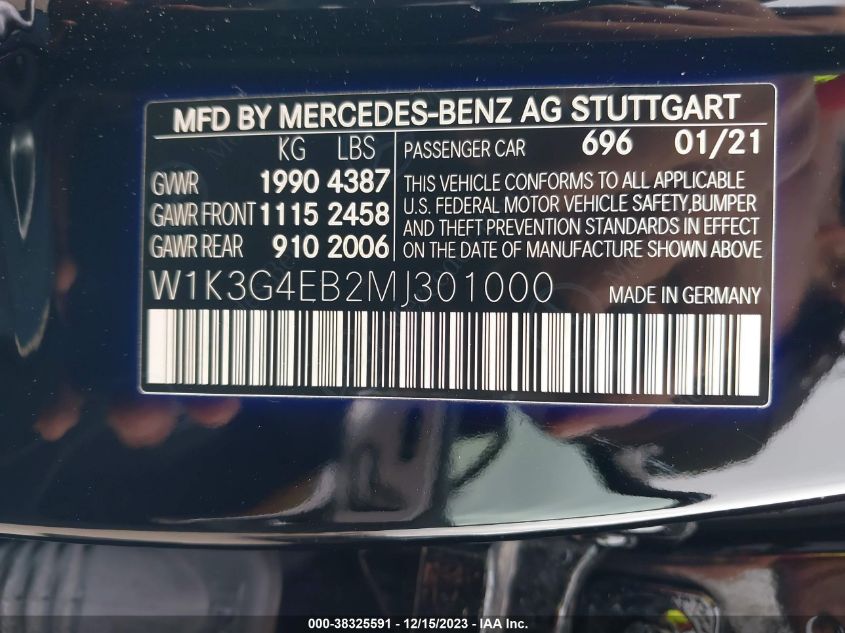 MFD BY MERCEDES-BENZ AG STUTTGART
KG LBS
GVWR 1990 4387
GAWR FRONT 1115 2458
GAWR REAR 910 2006
PASSENGER CAR 696 01/21
THIS VEHICLE CONFORMS TO ALL APPLICABLE
U.S. FEDERAL MOTOR VEHICLE SAFETY,BUMPER
AND THEFT PREVENTION STANDARDS IN EFFECT
ON THE DATE OF MANUFACTURE SHOWN ABOVE
W1K3G4EB2MJ301000 MADE IN GERMANY
000-38325591 - 12/15/2023 - IAA Inc.